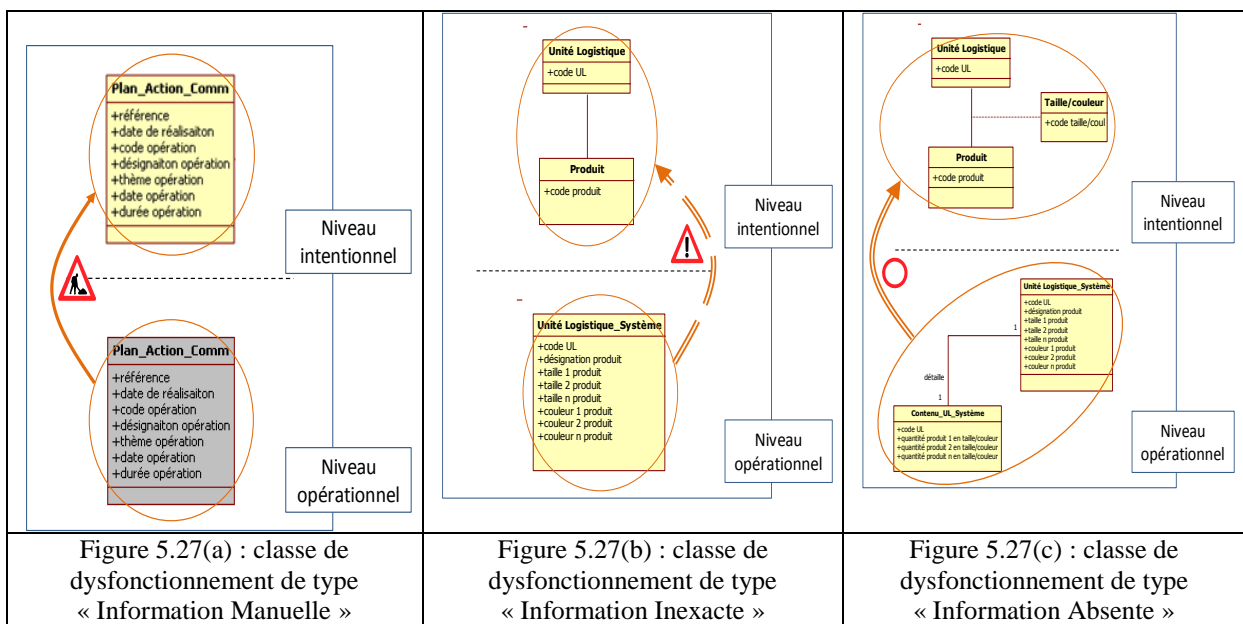 Plan_Action_Comm
+référence
+date de réalisaiton
+code opération
+désignaiton opération
+thème opération
+date opération
+durée opération
Niveau
intentionnel
Plan_Action_Comm
+référence
+date de réalisaiton
+code opération
+désignaiton opération
+thème opération
+date opération
+durée opération
Niveau
opérationnel
Figure 5.27(a) : classe de
dysfonctionnement de type
« Information Manuelle »
Unité Logistique
+code UL
Produit
+code produit
Niveau
intentionnel
Unité Logistique_Système
+code UL
+désignation produit
+taille 1 produit
+taille 2 produit
+taille n produit
+couleur 1 produit
+couleur 2 produit
+couleur n produit
Niveau
opérationnel
Figure 5.27(b) : classe de
dysfonctionnement de type
« Information Inexacte »
Unité Logistique
+code UL
Taille/couleur
+code taille/coul
Produit
+code produit
Niveau
intentionnel
Unité Logistique_Système
+code UL
+désignation produit
+taille 1 produit
+taille 2 produit
+taille n produit
+couleur 1 produit
+couleur 2 produit
+couleur n produit
1
détaille
1
Contenu_UL_Système
+code UL
+quantité produit 1 en taille/couleur
+quantité produit 2 en taille/couleur
+quantité produit n en taille/couleur
Niveau
opérationnel
Figure 5.27(c) : classe de
dysfonctionnement de type
« Information Absente »